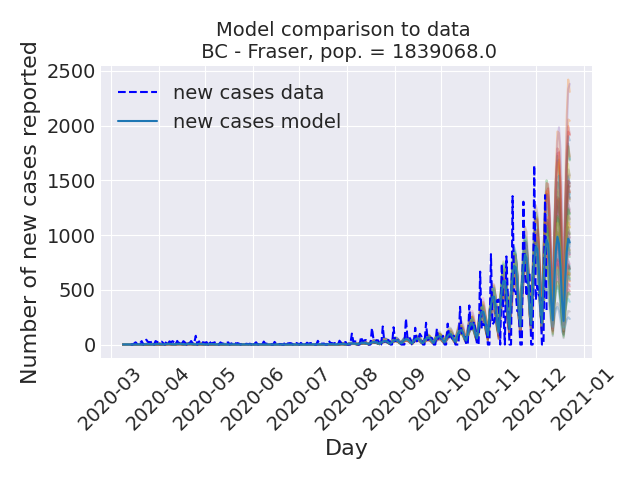 Model comparison to data
BC - Fraser, pop. = 1839068.0
Number of new cases reported
2500
2000
1500
1000
500
0
new cases data
new cases model
2020-03
2020-04
2020-05
2020-06
2020-07
2020-08
2020-09
2020-10
2020-11
2020-12
2021-01
Day